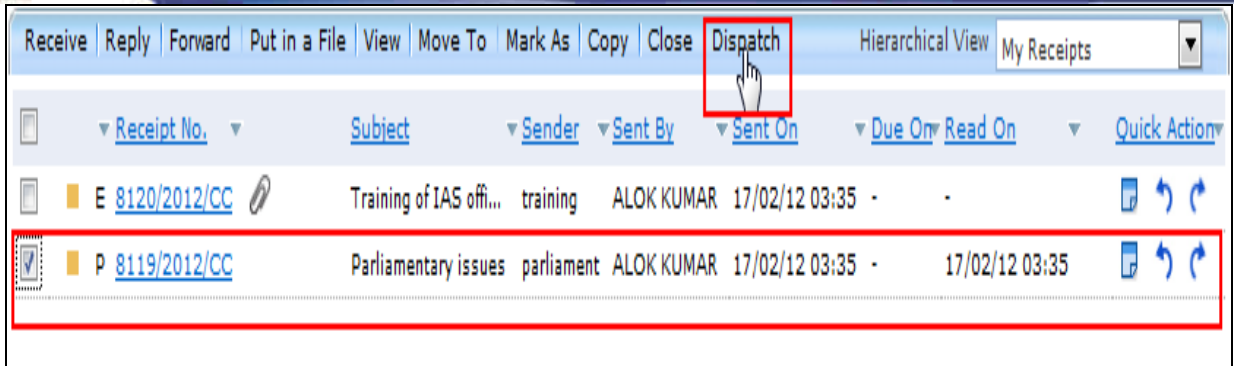 Receive Reply Forward Put in a File View Move To Mark As Copy Close Dispatch Hierarchical View My Receipts
Receipt No. Subject Sender Sent By Sent On Due On Read On Quick Action
E 8120/2012/CC Training of IAS offi... training ALOK KUMAR 17/02/12 03:35 - -
P 8119/2012/CC Parliamentary issues parliament ALOK KUMAR 17/02/12 03:35 - 17/02/12 03:35